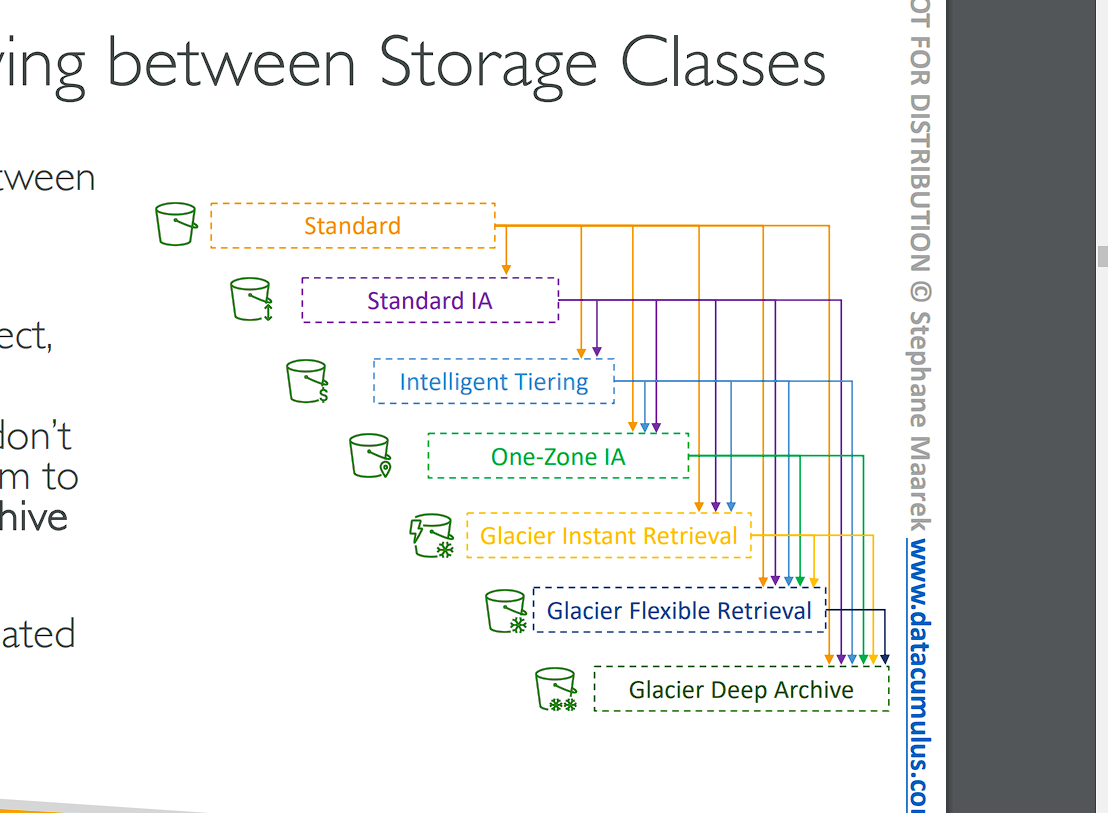 ing between Storage Classes
tween
ect,
don't
m to
hive
ated
Standard
Standard IA
Intelligent Tiering
One-Zone IA
Glacier Instant Retrieval
Glacier Flexible Retrieval
Glacier Deep Archive
OT FOR DISTRIBUTION © Stephane Maarek www.datacumulus.co